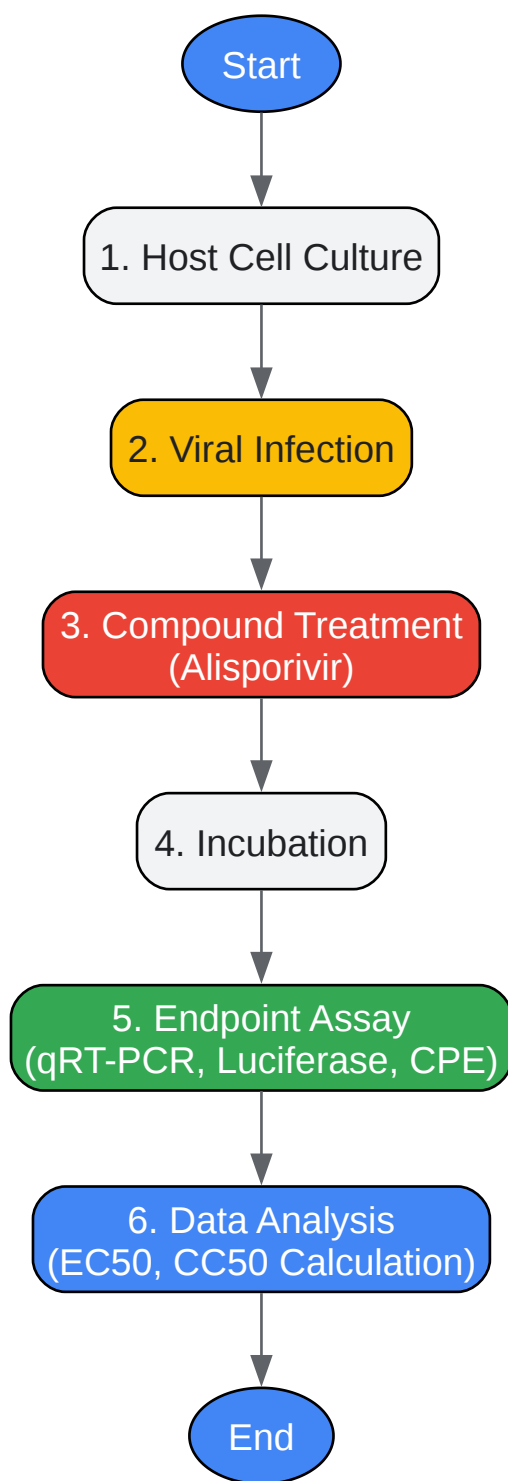 Start
1. Host Cell Culture
2. Viral Infection
3. Compound Treatment
(Alisporivir)
4. Incubation
5. Endpoint Assay
(qRT-PCR, Luciferase, CPE)
6. Data Analysis
(EC50, CC50 Calculation)
End